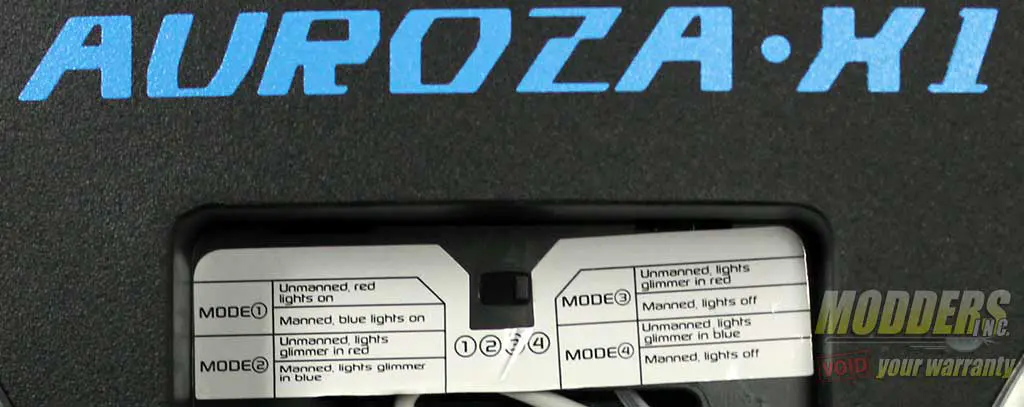 AUROZA·X1
MODE①
Unmanned, red
lights on
Manned, blue lights on
MODE②
Unmanned, lights
glimmer in red
Manned, lights glimmer
in blue
①②③④
MODE③
Unmanned, lights
glimmer in red
Manned, lights off
MODE④
Unmanned, lights
glimmer in blue
Manned, lights off
MODDERS
INC.
VOID your warranty